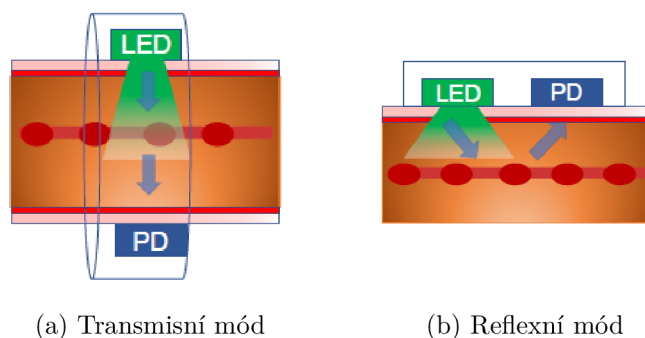 LED
PD
(a) Transmisní mód
LED
PD
(b) Reflexní mód